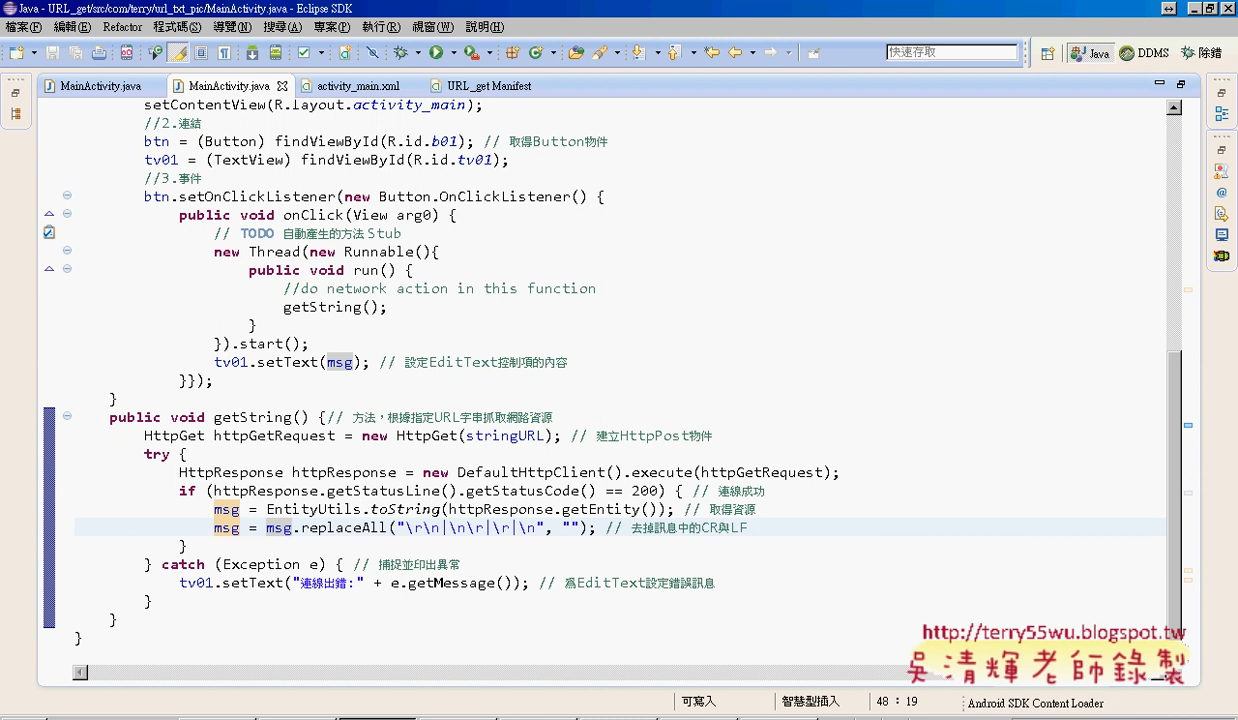 Java - URL_get/src/com/terry/url_txt_pic/MainActivity.java - Eclipse SDK
檔案(F) 編輯(E) Refactor 程式碼(S) 導覽(N) 搜尋(A) 專案(P) 執行(R) 視窗(W) 說明(H)
快速存取 Java DDMS 除錯
MainActivity.java MainActivity.java activity_main.xml URL_get Manifest
setContentView(R.layout.activity_main);
//2.連結
btn = (Button) findViewById(R.id.b01); // 取得Button物件
tv01 = (TextView) findViewById(R.id.tv01);
//3.事件
btn.setOnClickListener(new Button.OnClickListener() {
public void onClick(View arg0) {
// TODO 自動產生的方法 Stub
new Thread(new Runnable(){
public void run() {
//do network action in this function
getString();
}
}).start();
tv01.setText(msg); // 設定EditText控制項的內容
}});
}
public void getString() {// 方法，根據指定URL字串抓取網路資源
HttpGet httpGetRequest = new HttpGet(stringURL); // 建立HttpPost物件
try {
HttpResponse httpResponse = new DefaultHttpClient().execute(httpGetRequest);
if (httpResponse.getStatusLine().getStatusCode() == 200) { // 連線成功
msg = EntityUtils.toString(httpResponse.getEntity()); // 取得資源
msg = msg.replaceAll("\r\n|\n\r|\r|\n", ""); // 去掉訊息中的CR與LF
}
} catch (Exception e) { // 捕捉並印出異常
tv01.setText("連線出錯:" + e.getMessage()); // 為EditText設定錯誤訊息
}
}
}
http://terry55wu.blogspot.tw
吳清輝老師錄製
可寫入 智慧型插入 48 : 19 Android SDK Content Loader